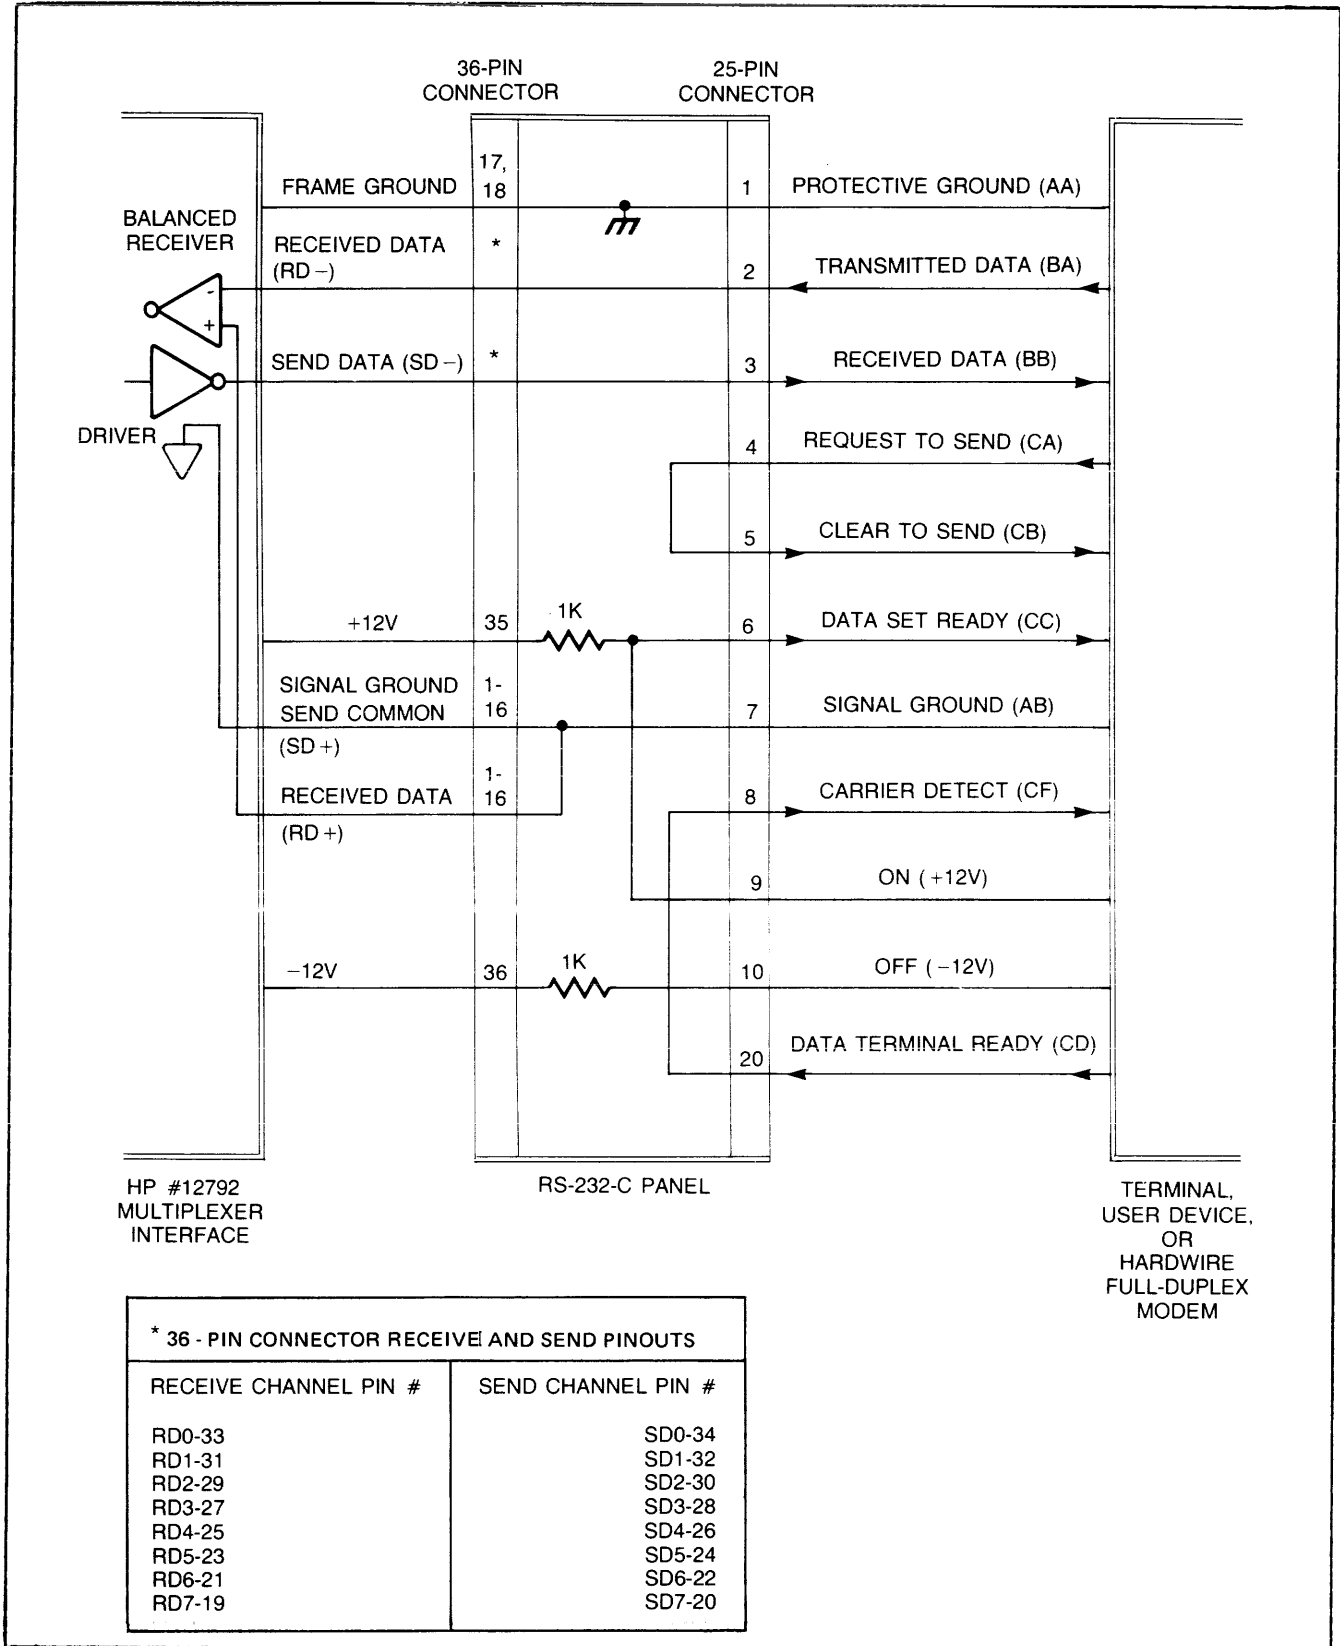 36-PIN
CONNECTOR
25-PIN
CONNECTOR
FRAME GROUND
17,
18
1
PROTECTIVE GROUND (AA)
BALANCED
RECEIVER
RECEIVED DATA
(RD−)
*
2
TRANSMITTED DATA (BA)
-
+
SEND DATA (SD−)
*
3
RECEIVED DATA (BB)
DRIVER
4
REQUEST TO SEND (CA)
5
CLEAR TO SEND (CB)
+12V
35
1K
6
DATA SET READY (CC)
SIGNAL GROUND
SEND COMMON
(SD+)
1-
16
7
SIGNAL GROUND (AB)
RECEIVED DATA
(RD+)
1-
16
8
CARRIER DETECT (CF)
9
ON (+12V)
−12V
36
1K
10
OFF (−12V)
20
DATA TERMINAL READY (CD)
HP #12792
MULTIPLEXER
INTERFACE
RS-232-C PANEL
TERMINAL,
USER DEVICE,
OR
HARDWIRE
FULL-DUPLEX
MODEM
* 36 - PIN CONNECTOR RECEIVE AND SEND PINOUTS
RECEIVE CHANNEL PIN # SEND CHANNEL PIN #
RD0-33 SD0-34
RD1-31 SD1-32
RD2-29 SD2-30
RD3-27 SD3-28
RD4-25 SD4-26
RD5-23 SD5-24
RD6-21 SD6-22
RD7-19 SD7-20